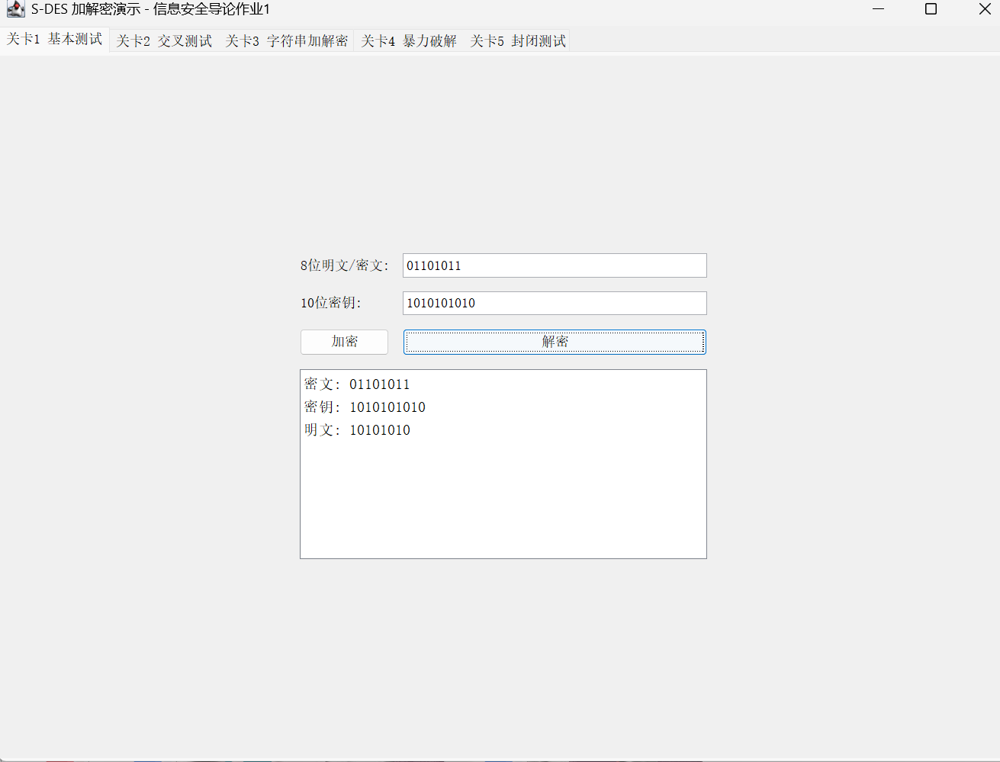 S-DES 加解密演示 - 信息安全导论作业1
关卡1 基本测试 关卡2 交叉测试 关卡3 字符串加解密 关卡4 暴力破解 关卡5 封闭测试
8位明文/密文: 01101011
10位密钥: 1010101010
加密 解密
密文: 01101011
密钥: 1010101010
明文: 10101010